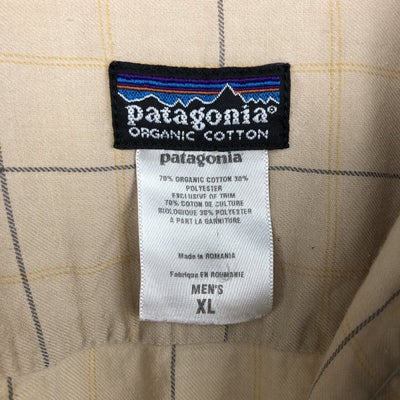 patagonia®
ORGANIC COTTON
patagonia
70% ORGANIC COTTON 30%
POLYESTER
EXCLUSIVE OF TRIM
70% COTON DE CULTURE
BIOLOGIQUE 30% POLYESTER
A PART LA GARNITURE
Made in ROMANIA
Fabrique EN ROUMANIE
MEN'S
XL